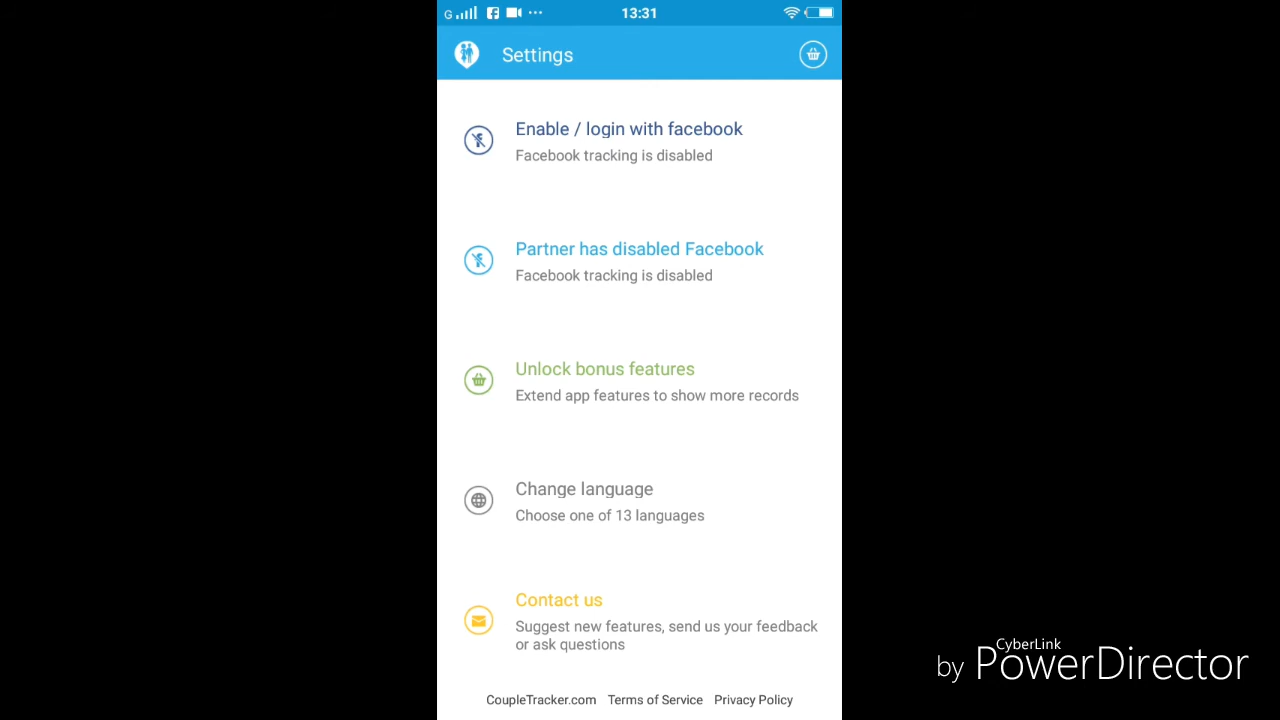 G 13:31
Settings
Enable / login with facebook
Facebook tracking is disabled
Partner has disabled Facebook
Facebook tracking is disabled
Unlock bonus features
Extend app features to show more records
Change language
Choose one of 13 languages
Contact us
Suggest new features, send us your feedback
or ask questions
CoupleTracker.com Terms of Service Privacy Policy
CyberLink
by PowerDirector